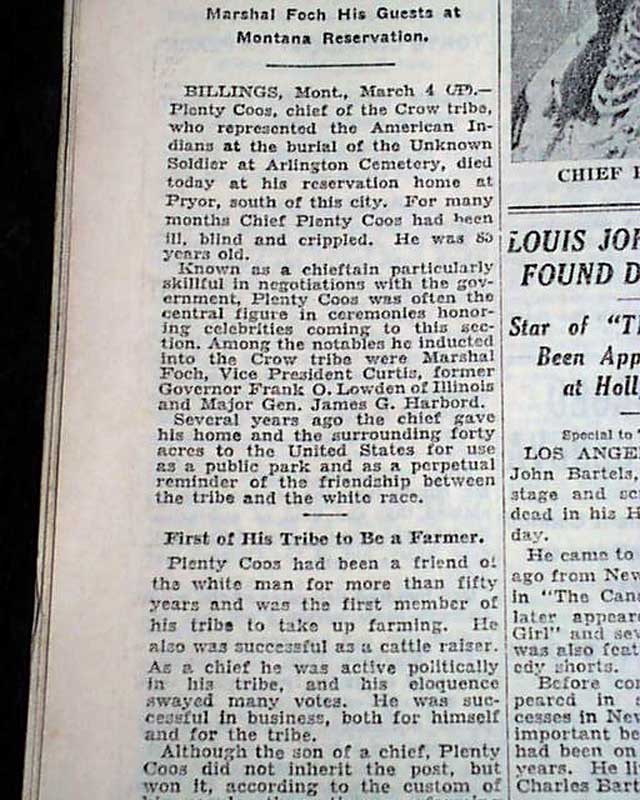 Marshal Foch His Guests at
Montana Reservation.
BILLINGS, Mont., March 4 (AP).—
Plenty Coos, chief of the Crow tribe,
who represented the American In-
dians at the burial of the Unknown
Soldier at Arlington Cemetery, died
today at his reservation home at
Pryor, south of this city. For many
months Chief Plenty Coos had been
ill, blind and crippled. He was
years old.
Known as a chieftain particularly
skillful in negotiations with the gov-
ernment, Plenty Coos was often the
central figure in ceremonies honor-
ing celebrities coming to this sec-
tion. Among the notables he inducted
into the Crow tribe were Marshal
Foch, Vice President Curtis, former
Governor Frank O. Lowden of Illinois
and Major Gen. James G. Harbord.
Several years ago the chief gave
his home and the surrounding forty
acres to the United States for use
as a public park and as a perpetual
reminder of the friendship between
the tribe and the white race.
First of His Tribe to Be a Farmer.
Plenty Coos had been a friend of
the white man for more than fifty
years and was the first member of
his tribe to take up farming. He
also was successful as a cattle raiser.
As a chief he was active politically
in his tribe, and his eloquence
swayed many votes. He was suc-
cessful in business, both for himself
and for the tribe.
Although the son of a chief, Plenty
Coos did not inherit the post, but
won it, according to the custom of
CHIEF
LOUIS JO
FOUND D
Star of "T
Been App
at Holl
Special to
LOS ANGE
John Bartels,
stage and sc
dead in his H
day.
He came to
ago from New
in "The Can
later appear
Girl" and sev
was also feat
edy shorts.
Before co
peared in s
cesses in New
important be
had been on
years. He li
Charles Bart